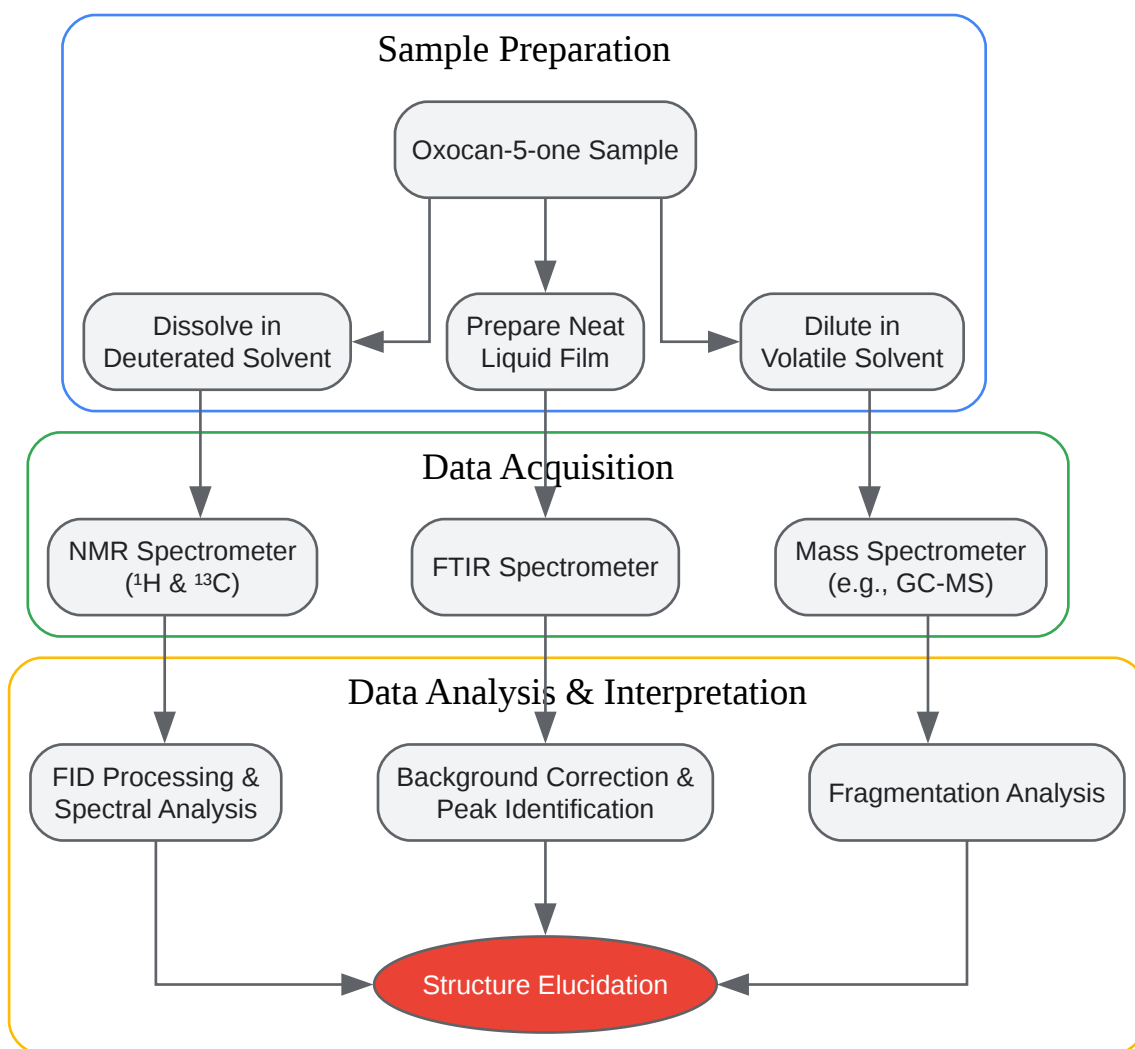 Sample Preparation
Oxocan-5-one Sample
Dissolve in
Deuterated Solvent
Prepare Neat
Liquid Film
Dilute in
Volatile Solvent
Data Acquisition
NMR Spectrometer
(¹H & ¹³C)
FTIR Spectrometer
Mass Spectrometer
(e.g., GC-MS)
Data Analysis & Interpretation
FID Processing &
Spectral Analysis
Background Correction &
Peak Identification
Fragmentation Analysis
Structure Elucidation